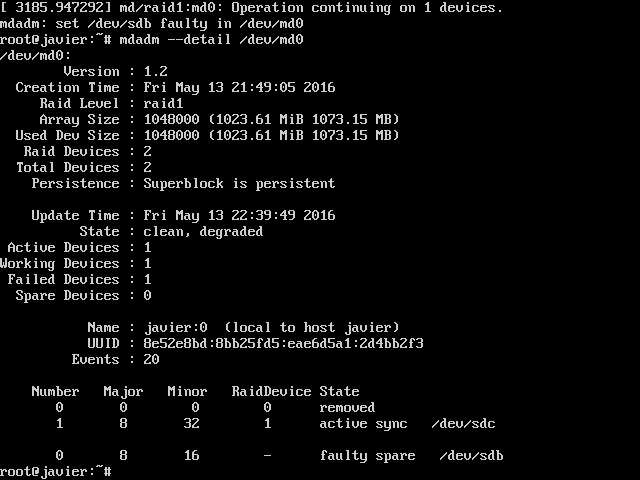 [ 3185.947292] md/raid1:md0: Operation continuing on 1 devices.
mdadm: set /dev/sdb faulty in /dev/md0
root@javier:~# mdadm --detail /dev/md0
/dev/md0:
        Version : 1.2
  Creation Time : Fri May 13 21:49:05 2016
     Raid Level : raid1
     Array Size : 1048000 (1023.61 MiB 1073.15 MB)
  Used Dev Size : 1048000 (1023.61 MiB 1073.15 MB)
   Raid Devices : 2
  Total Devices : 2
    Persistence : Superblock is persistent

    Update Time : Fri May 13 22:39:49 2016
          State : clean, degraded
 Active Devices : 1
Working Devices : 1
 Failed Devices : 1
  Spare Devices : 0

           Name : javier:0  (local to host javier)
           UUID : 8e52e8bd:8bb25fd5:eae6d5a1:2d4bb2f3
         Events : 20

    Number   Major   Minor   RaidDevice State
       0       0        0        0      removed
       1       8       32        1      active sync   /dev/sdc

       0       8       16        -      faulty spare   /dev/sdb
root@javier:~#